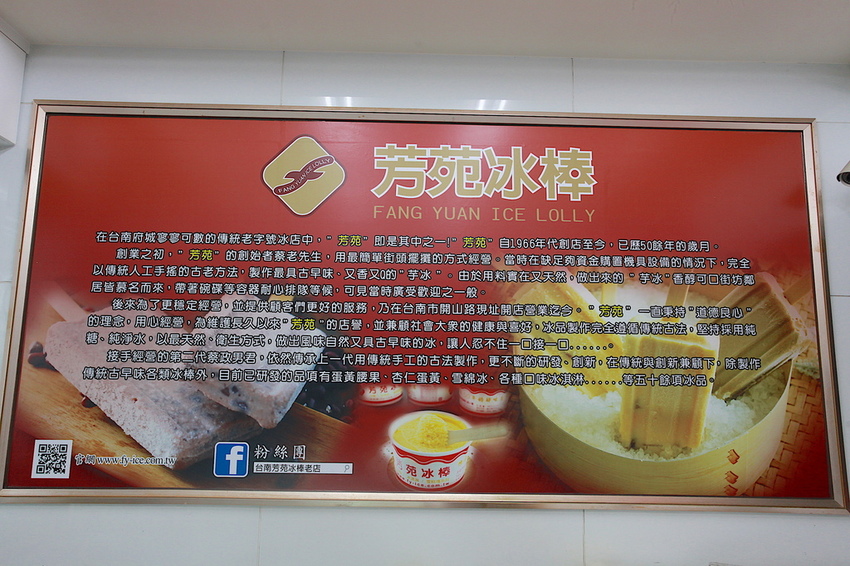 FANG YUAN ICE LOLLY
芳苑冰棒
FANG YUAN ICE LOLLY
在台南府城寥寥可數的傳統老字號冰店中，"芳苑"即是其中之一!"芳苑"自1966年代創店至今，已歷50餘年的歲月。
創業之初，"芳苑"的創始者蔡老先生，用最簡單街頭擺攤的方式經營。當時在缺足夠資金購置機具設備的情況下，完全
以傳統人工手搖的古老方法，製作最具古早味、又香又Q的"芋冰"。由於用料實在又天然，做出來的"芋冰"香醇可口街坊鄰
居皆慕名而來，帶著碗碟等容器耐心排隊等候，可見當時廣受歡迎之一般。
後來為了更穩定經營，並提供顧客們更好的服務，乃在台南市開山路現址開店營業迄今。"芳苑"一直秉持"道德良心"
的理念，用心經營，為維護長久以來"芳苑"的店譽，並兼顧社會大眾的健康與喜好，冰品製作完全遵循傳統古法，堅持採用純
糖、純淨水，以最天然、衛生方式，做出風味自然又具古早味的冰，讓人忍不住一口接一口......。
接手經營的第二代蔡政男君，依然傳承上一代用傳統手工的古法製作，更不斷的研發、創新，在傳統與創新兼顧下，除製作
傳統古早味各類冰棒外，目前已研發的品項有蛋黃腰果、杏仁蛋黃、雪綿冰、各種口味冰淇淋......等五十餘項冰品。
官網www.fy-ice.com.tw
f
粉絲團
台南芳苑冰棒老店
苑冰棒